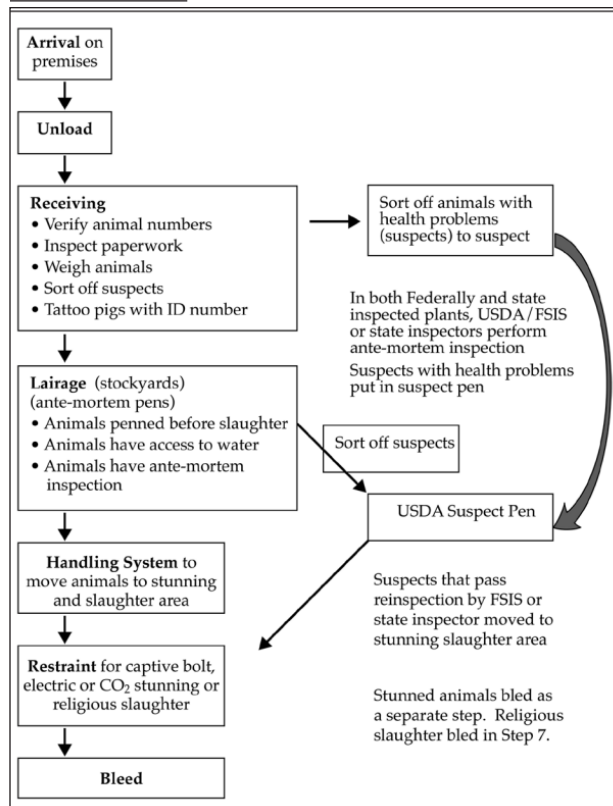 Arrival on
premises
Unload
Receiving
• Verify animal numbers
• Inspect paperwork
• Weigh animals
• Sort off suspects
• Tattoo pigs with ID number
Sort off animals with
health problems
(suspects) to suspect
In both Federally and state
inspected plants, USDA/FSIS
or state inspectors perform
ante-mortem inspection
Suspects with health problems
put in suspect pen
Lairage (stockyards)
(ante-mortem pens)
• Animals penned before slaughter
• Animals have access to water
• Animals have ante-mortem
inspection
Sort off suspects
USDA Suspect Pen
Handling System to
move animals to stunning
and slaughter area
Suspects that pass
reinspection by FSIS or
state inspector moved to
stunning slaughter area
Restraint for captive bolt,
electric or CO₂ stunning or
religious slaughter
Stunned animals bled as
a separate step. Religious
slaughter bled in Step 7.
Bleed